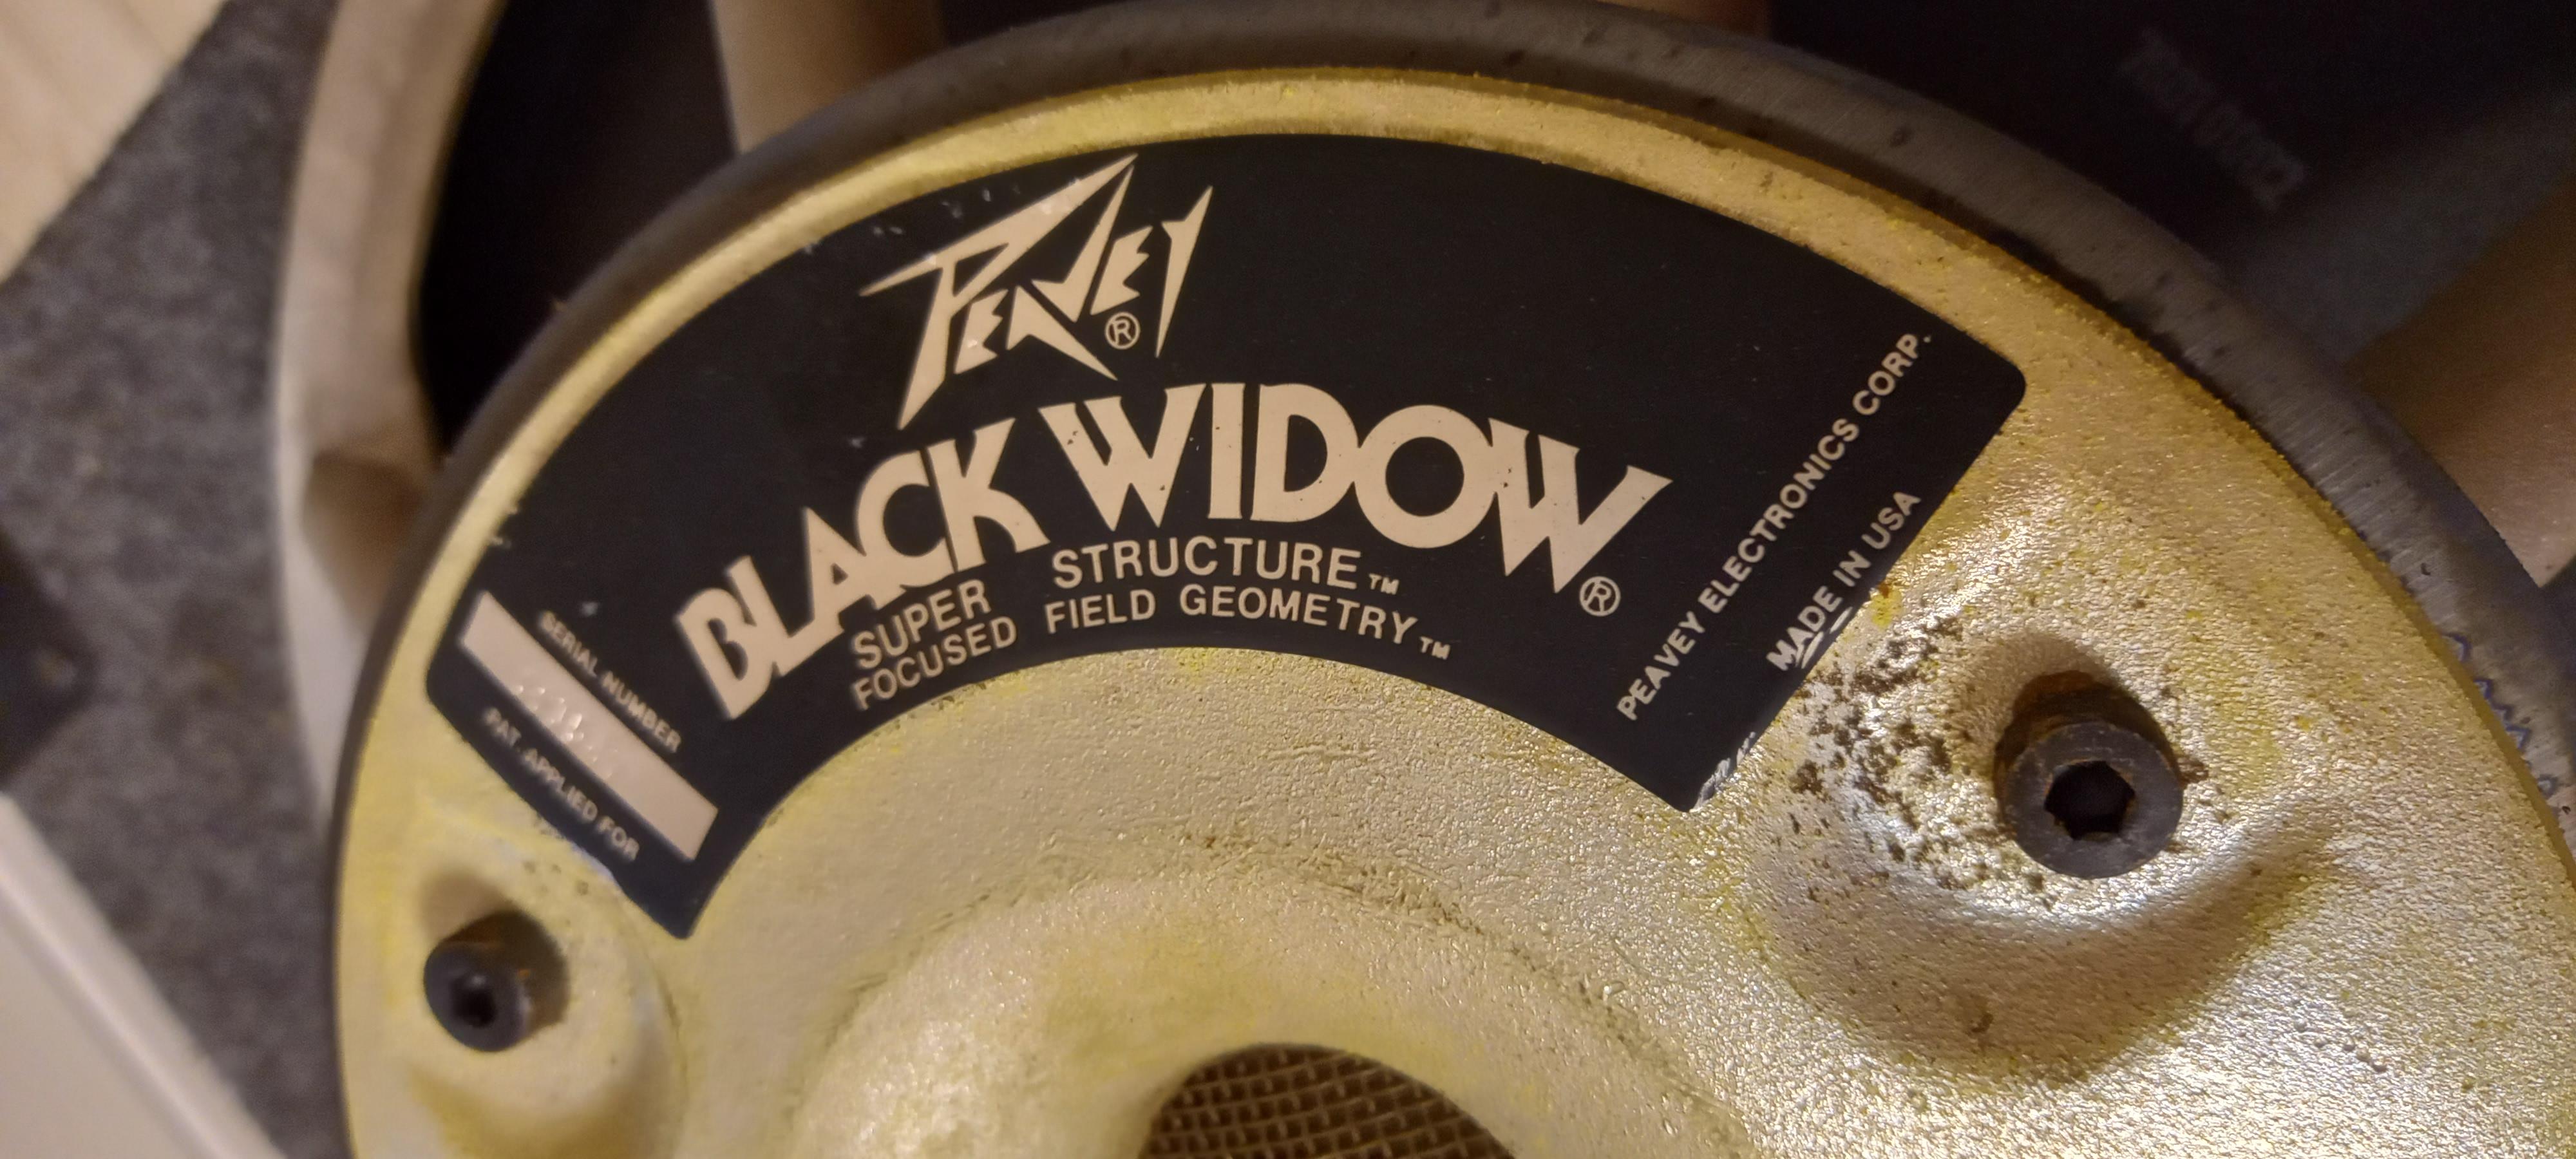 PEAVEY®
BLACK WIDOW®
SUPER STRUCTURE™
FOCUSED FIELD GEOMETRY™
SERIAL NUMBER
PAT. APPLIED FOR
PEAVEY ELECTRONICS CORP.
MADE IN USA